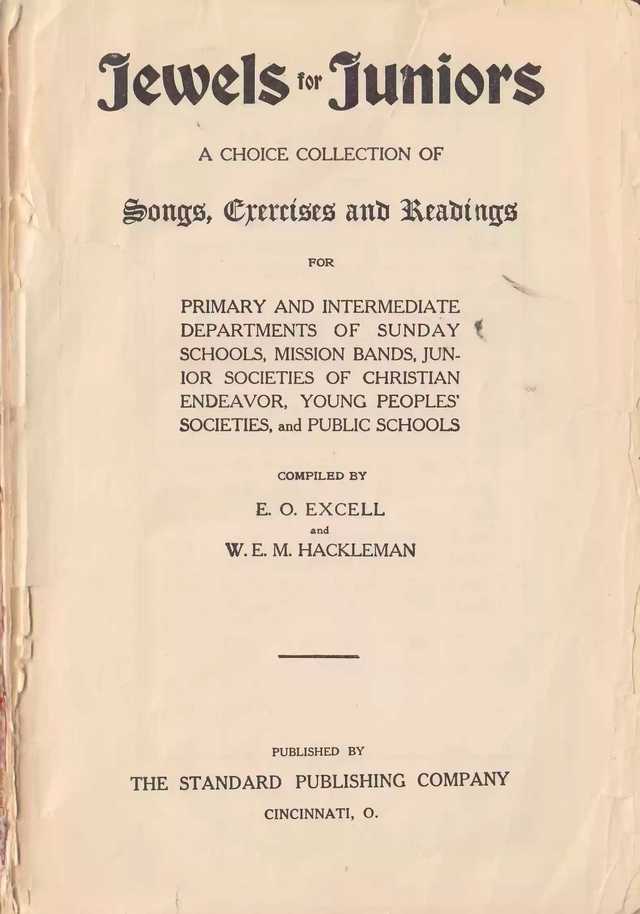 Jewels for Juniors
A CHOICE COLLECTION OF
Songs, Exercises and Readings
FOR
PRIMARY AND INTERMEDIATE
DEPARTMENTS OF SUNDAY
SCHOOLS, MISSION BANDS, JUN-
IOR SOCIETIES OF CHRISTIAN
ENDEAVOR, YOUNG PEOPLES'
SOCIETIES, and PUBLIC SCHOOLS
COMPILED BY
E. O. EXCELL
and
W. E. M. HACKLEMAN
PUBLISHED BY
THE STANDARD PUBLISHING COMPANY
CINCINNATI, O.